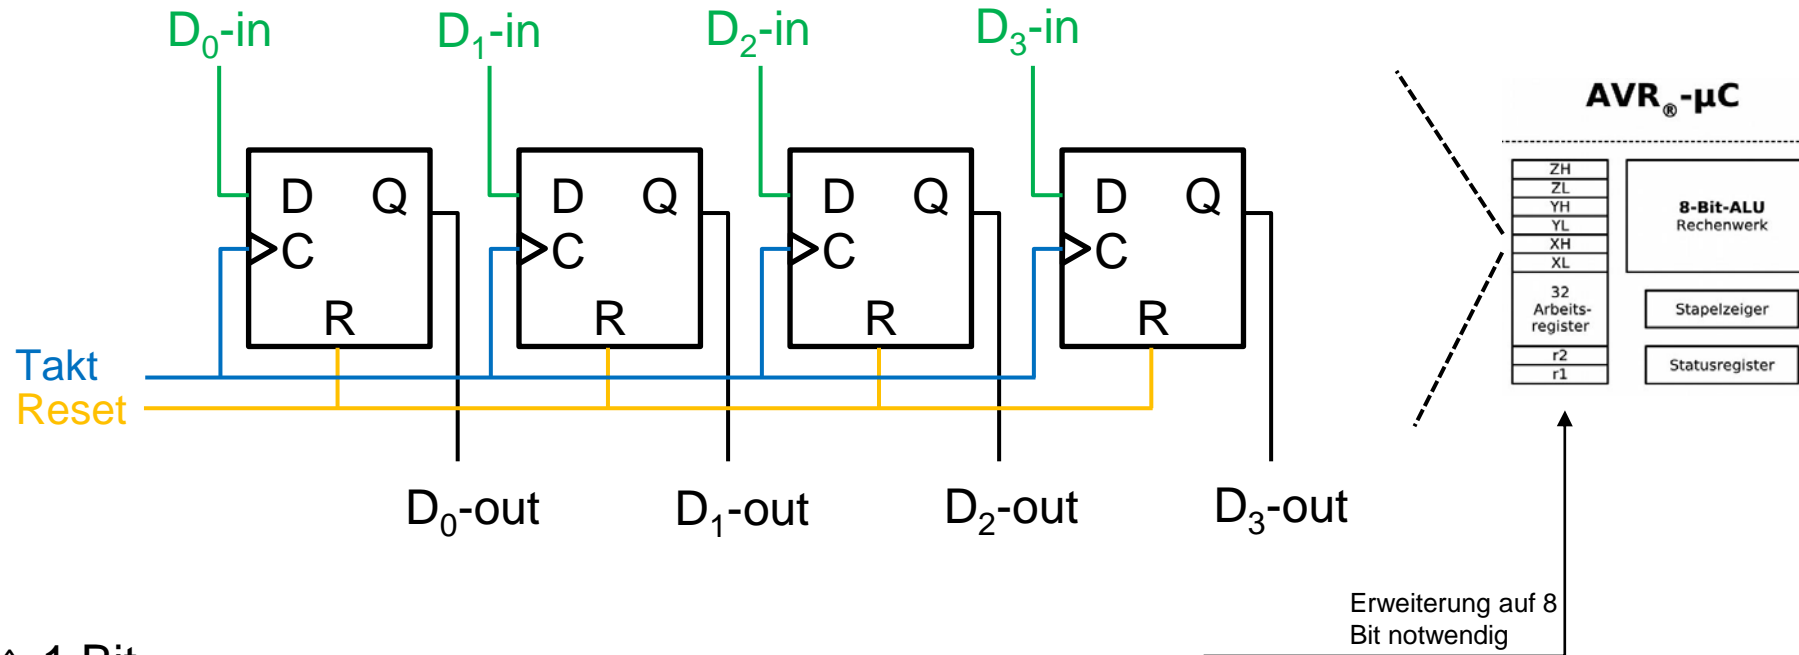 D₀-in
D₁-in
D₂-in
D₃-in
D Q
C
R
D Q
C
R
D Q
C
R
D Q
C
R
Takt
Reset
D₀-out
D₁-out
D₂-out
D₃-out
AVR®-µC
ZH
ZL
YH
YL
XH
XL
32
Arbeits-
register
r2
r1
8-Bit-ALU
Rechenwerk
Stapelzeiger
Statusregister
Erweiterung auf 8
Bit notwendig
1 Bit